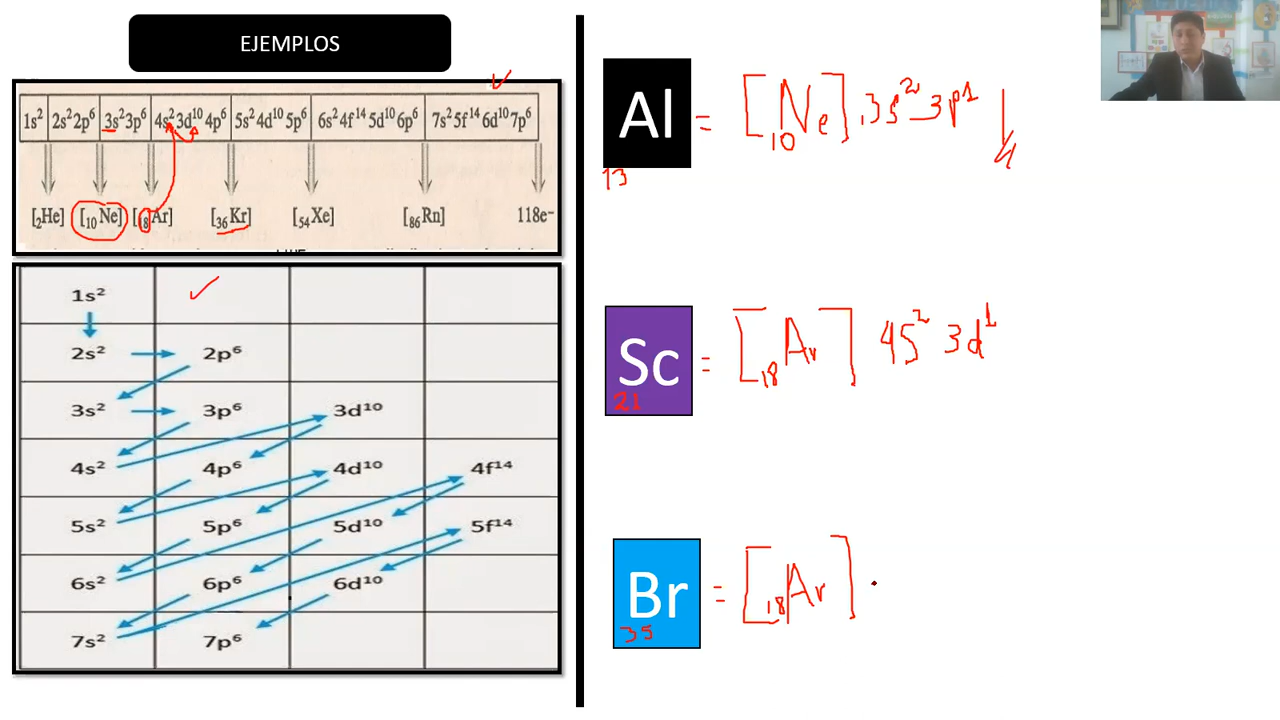 EJEMPLOS
1s² 2s²2p⁶ 3s²3p⁶ 4s²3d¹⁰4p⁶ 5s²4d¹⁰5p⁶ 6s²4f¹⁴5d¹⁰6p⁶ 7s²5f¹⁴6d¹⁰7p⁶
[₂He] [₁₀Ne] [₁₈Ar] [₃₆Kr] [₅₄Xe] [₈₆Rn] 118e⁻
1s²
2s² 2p⁶
3s² 3p⁶ 3d¹⁰
4s² 4p⁶ 4d¹⁰ 4f¹⁴
5s² 5p⁶ 5d¹⁰ 5f¹⁴
6s² 6p⁶ 6d¹⁰
7s² 7p⁶
Al = [₁₀Ne] 3s² 3p¹
13
Sc = [₁₈Ar] 4s² 3d¹
21
Br = [₁₈Ar]
35